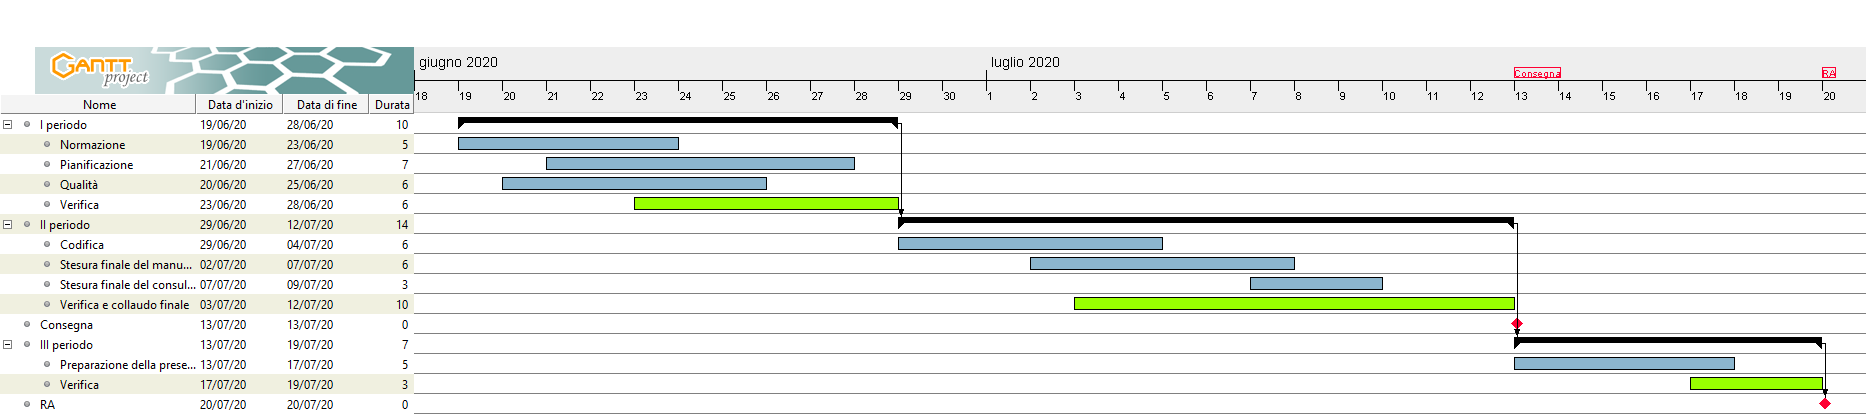 GANTT project
giugno 2020 luglio 2020
Consegna RA
18 19 20 21 22 23 24 25 26 27 28 29 30 1 2 3 4 5 6 7 8 9 10 11 12 13 14 15 16 17 18 19 20
Nome Data d'inizio Data di fine Durata
I periodo 19/06/20 28/06/20 10
Normazione 19/06/20 23/06/20 5
Pianificazione 21/06/20 27/06/20 7
Qualità 20/06/20 25/06/20 6
Verifica 23/06/20 28/06/20 6
II periodo 29/06/20 12/07/20 14
Codifica 29/06/20 04/07/20 6
Stesura finale del manu... 02/07/20 07/07/20 6
Stesura finale del consul... 07/07/20 09/07/20 3
Verifica e collaudo finale 03/07/20 12/07/20 10
Consegna 13/07/20 13/07/20 0
III periodo 13/07/20 19/07/20 7
Preparazione della prese... 13/07/20 17/07/20 5
Verifica 17/07/20 19/07/20 3
RA 20/07/20 20/07/20 0